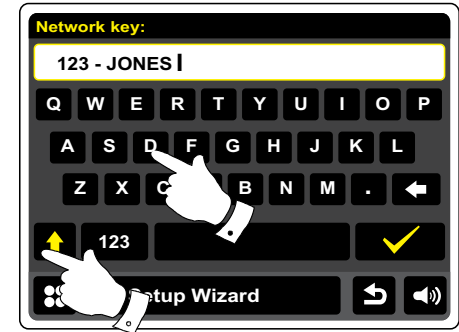 Network key:
123 - JONES
Q W E R T Y U I O P
A S D F G H J K L
Z X C B N M .
123
Setup Wizard